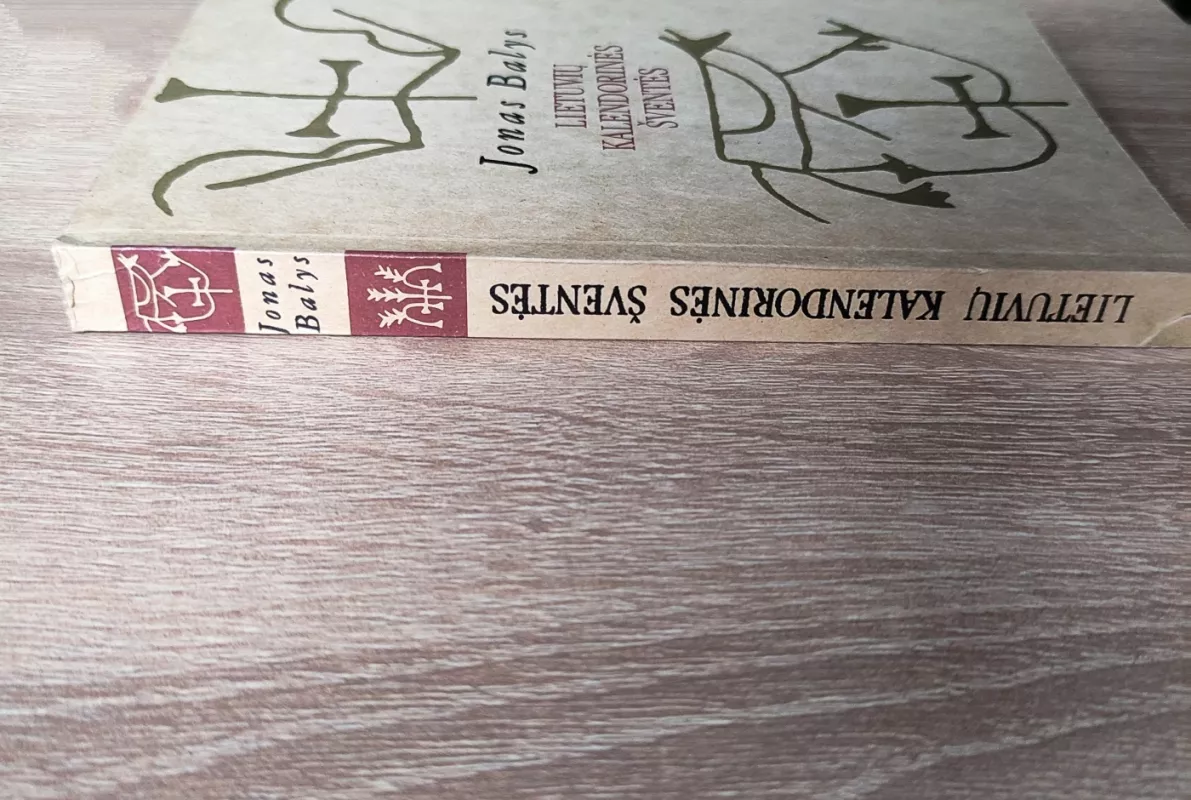 Jonas Balys
LIETUVIŲ
KALENDORINĖS
ŠVENTĖS
Jonas
Balys
LIETUVIŲ KALENDORINĖS ŠVENTĖS